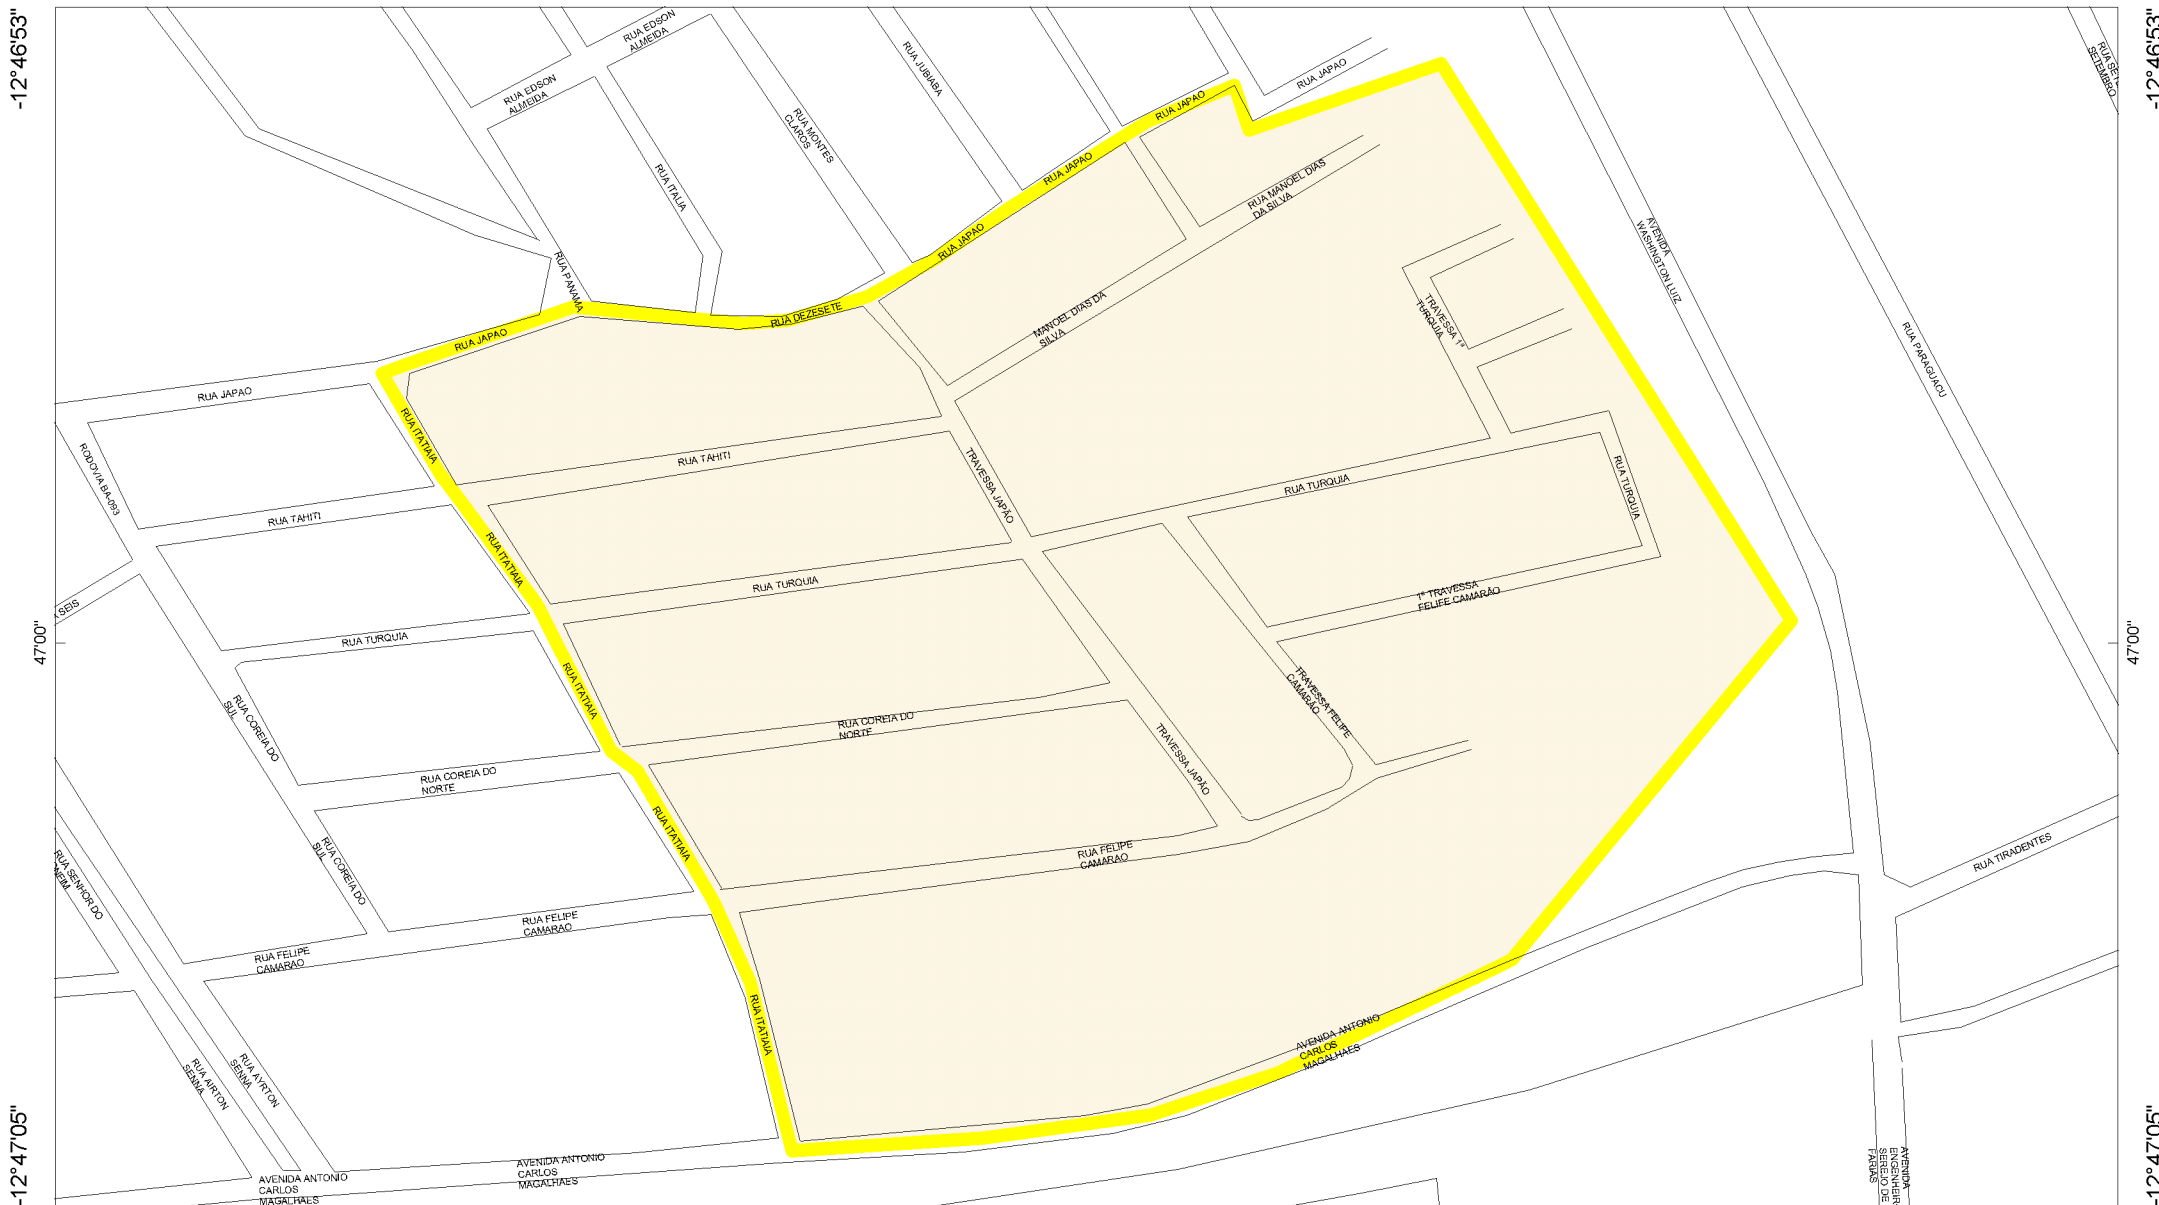 -12°46'53"
-12°46'53"
RUA EDSON
ALMEIDA
RUA EDSON
ALMEIDA
RUA JUBIABA
RUA MONTES
CLAROS
RUA ITALIA
RUA JAPAO
RUA JAPAO
RUA JAPAO
RUA JAPAO
RUA MANOEL DIAS
DA SILVA
MANOEL DIAS DA
SILVA
AVENIDA
WASHINGTON LUIZ
RUA PARAGUACU
SETEMBRO
RUA PANAMA
RUA DEZESETE
RUA JAPAO
RUA JAPAO
TRAVESSA 1ª
TURQUIA
RUA ITATIAIA
RODOVIA BA-093
RUA TAHITI
RUA TAHITI
TRAVESSA JAPÃO
RUA TURQUIA
RUA TURQUIA
RUA ITATIAIA
RUA TURQUIA
RUA TURQUIA
1ª TRAVESSA
FELIFE CAMARÃO
SEIS
47'00"
47'00"
RUA ITATIAIA
RUA COREIA DO
SUL
RUA COREIA DO
NORTE
RUA COREIA DO
NORTE
TRAVESSA FELIPE
CAMARÃO
TRAVESSA JAPÃO
RUA ITATIAIA
RUA COREIA DO
SUL
RUA SENHOR DO
RUA FELIPE
CAMARAO
RUA FELIPE
CAMARAO
RUA FELIPE
CAMARAO
RUA TIRADENTES
RUA ITATIAIA
AVENIDA ANTONIO
CARLOS
MAGALHAES
RUA AYRTON
SENNA
RUA AIRTON
SENNA
AVENIDA ANTONIO
CARLOS
MAGALHAES
AVENIDA ANTONIO
CARLOS
MAGALHAES
AVENIDA
SEREJO DE
FARIAS
-12°47'05"
-12°47'05"